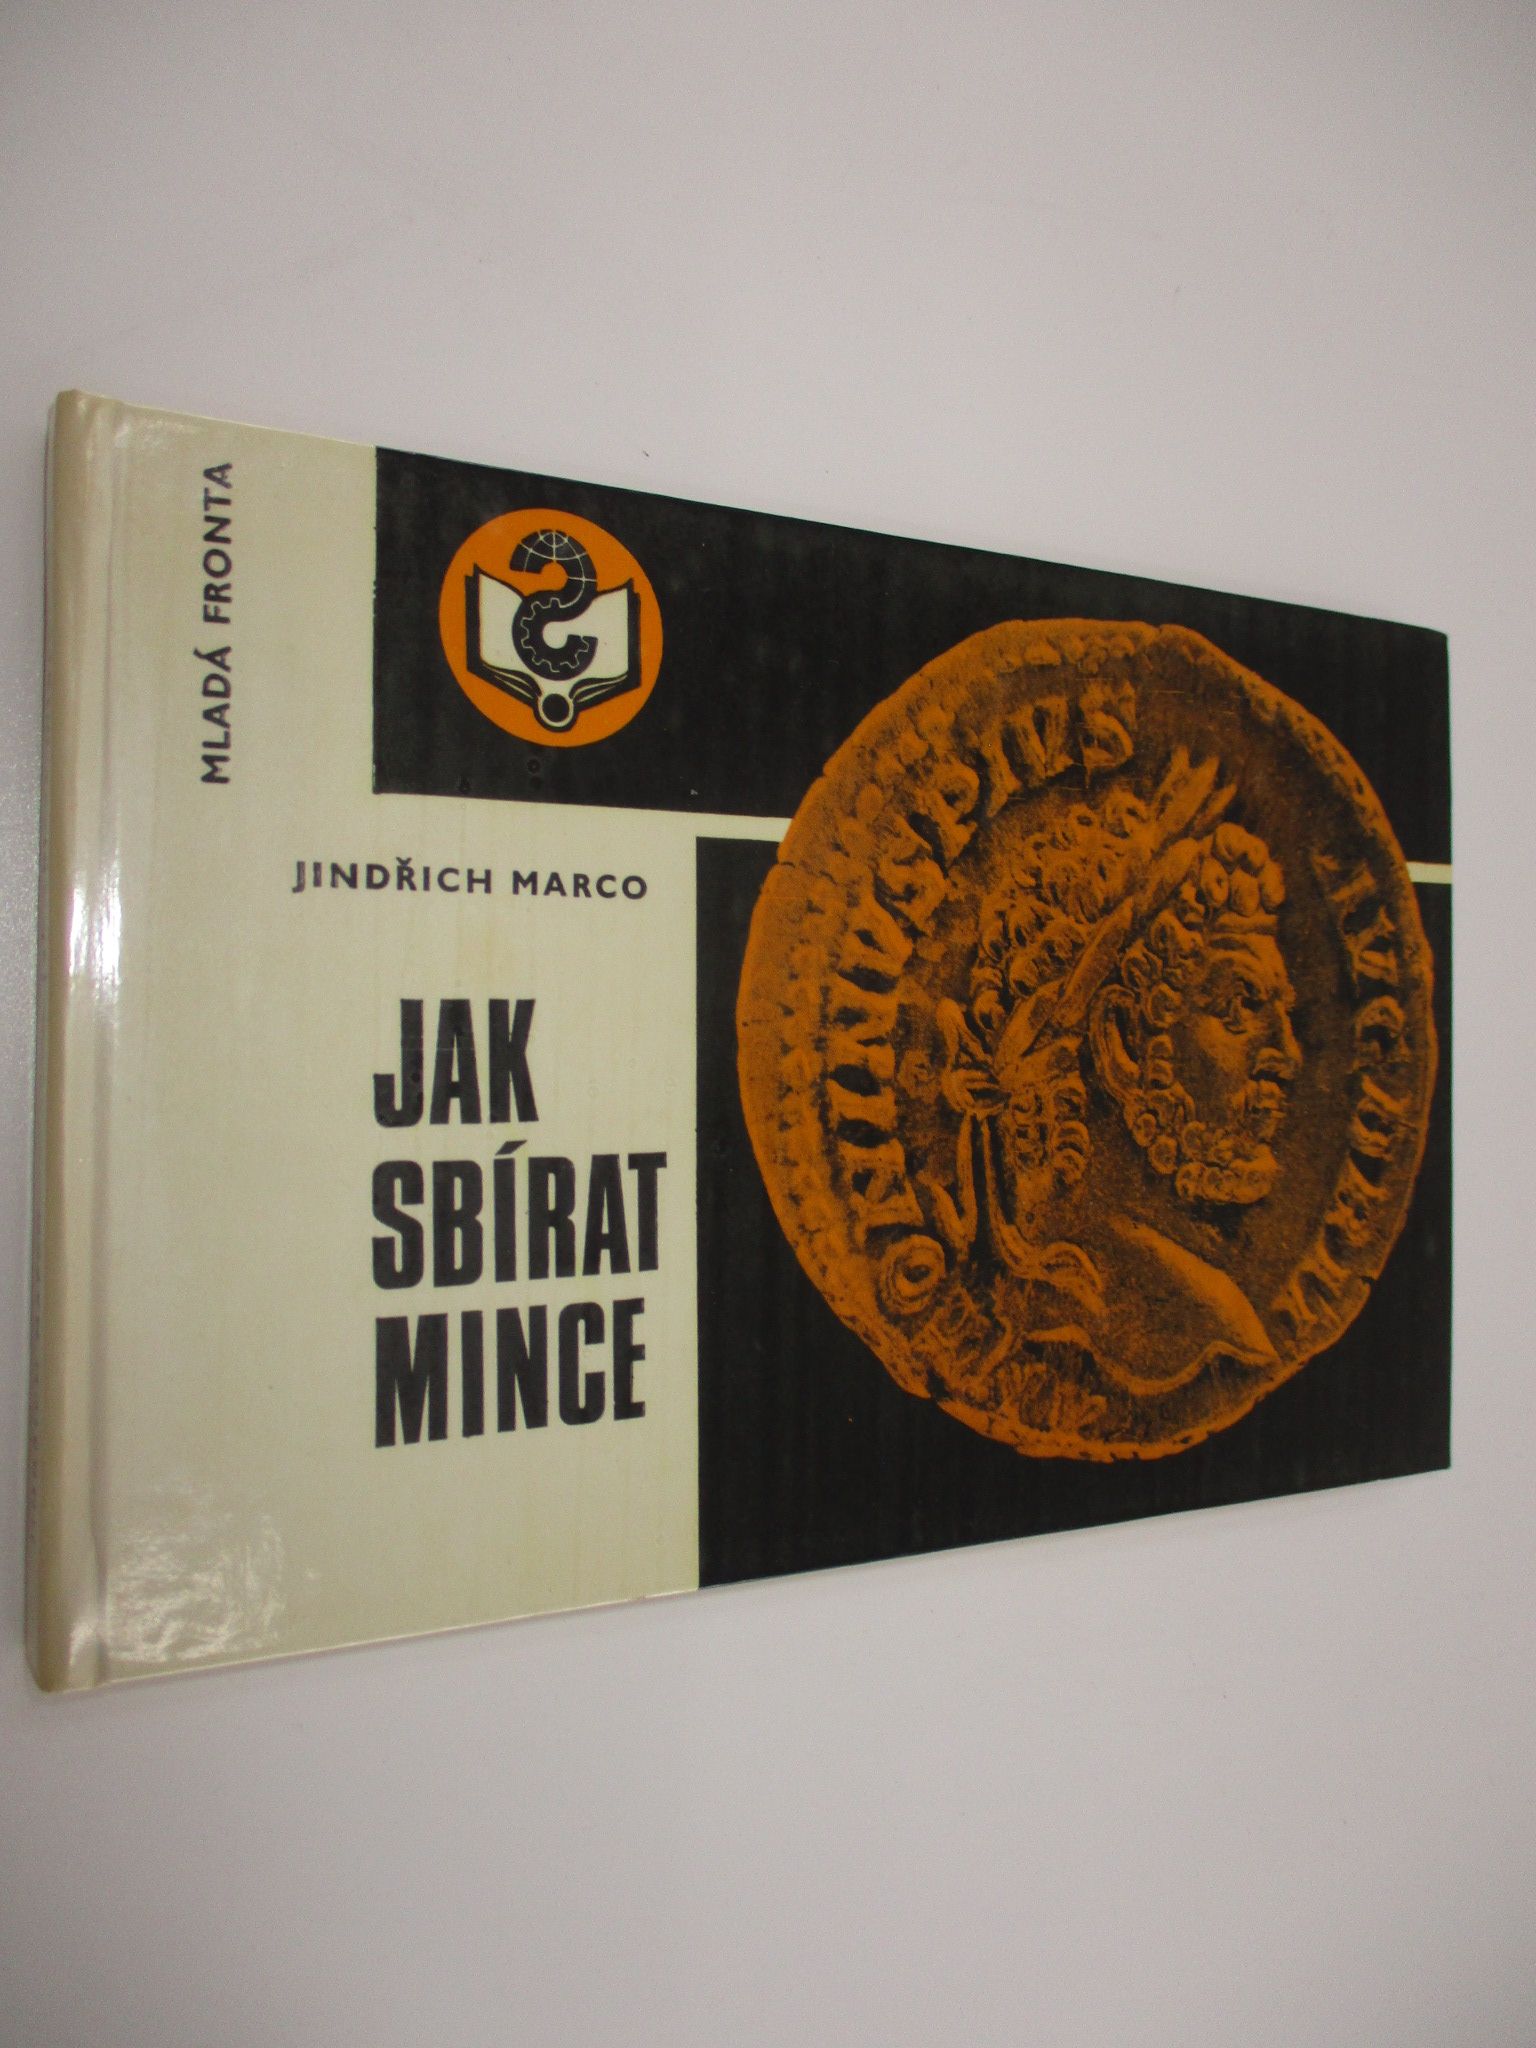 MLADÁ FRONTA
JINDŘICH MARCO
JAK
SBÍRAT
MINCE